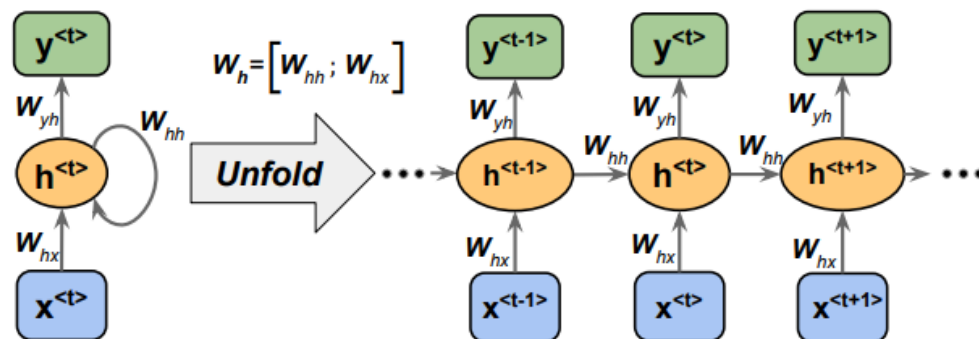 y<t>
W_yh
W_hh
h<t>
W_hx
x<t>
W_h=[W_hh; W_hx]
Unfold
...
y<t-1>
y<t>
y<t+1>
W_yh
W_yh
W_yh
W_hh
W_hh
h<t-1>
h<t>
h<t+1>
...
W_hx
W_hx
W_hx
x<t-1>
x<t>
x<t+1>